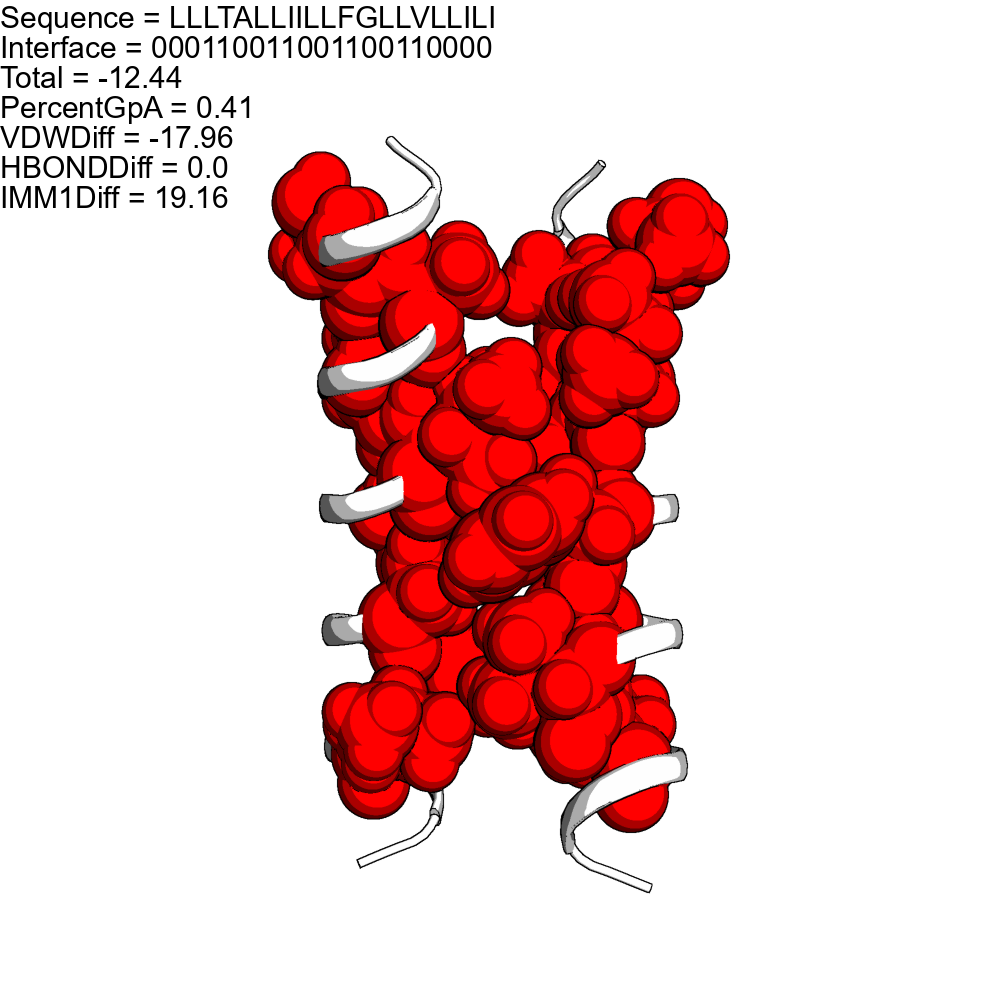 Sequence = LLLTALLIILLFGLLVLLILI
Interface = 000110011001100110000
Total = -12.44
PercentGpA = 0.41
VDWDiff = -17.96
HBONDDiff = 0.0
IMM1Diff = 19.16